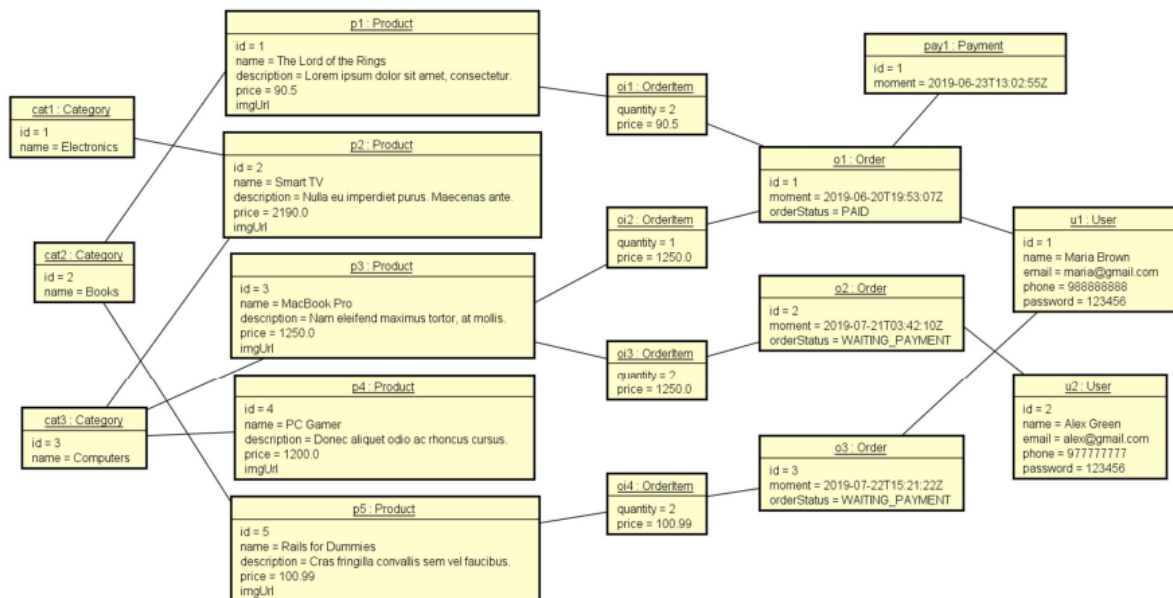 p1 : Product
id = 1
name = The Lord of the Rings
description = Lorem ipsum dolor sit amet, consectetur.
price = 90.5
imgUrl
pay1 : Payment
id = 1
moment = 2019-06-23T13:02:55Z
oi1 : OrderItem
quantity = 2
price = 90.5
cat1 : Category
id = 1
name = Electronics
p2 : Product
id = 2
name = Smart TV
description = Nulla eu imperdiet purus. Maecenas ante.
price = 2190.0
imgUrl
o1 : Order
id = 1
moment = 2019-06-20T19:53:07Z
orderStatus = PAID
oi2 : OrderItem
quantity = 1
price = 1250.0
u1 : User
id = 1
name = Maria Brown
email = maria@gmail.com
phone = 988888888
password = 123456
cat2 : Category
id = 2
name = Books
p3 : Product
id = 3
name = MacBook Pro
description = Nam eleifend maximus tortor, at mollis.
price = 1250.0
imgUrl
o2 : Order
id = 2
moment = 2019-07-21T03:42:10Z
orderStatus = WAITING_PAYMENT
oi3 : OrderItem
quantity = 2
price = 1250.0
p4 : Product
id = 4
name = PC Gamer
description = Donec aliquet odio ac rhoncus cursus.
price = 1200.0
imgUrl
u2 : User
id = 2
name = Alex Green
email = alex@gmail.com
phone = 977777777
password = 123456
cat3 : Category
id = 3
name = Computers
o3 : Order
id = 3
moment = 2019-07-22T15:21:22Z
orderStatus = WAITING_PAYMENT
oi4 : OrderItem
quantity = 2
price = 100.99
p5 : Product
id = 5
name = Rails for Dummies
description = Cras fringilla convallis sem vel faucibus.
price = 100.99
imgUrl